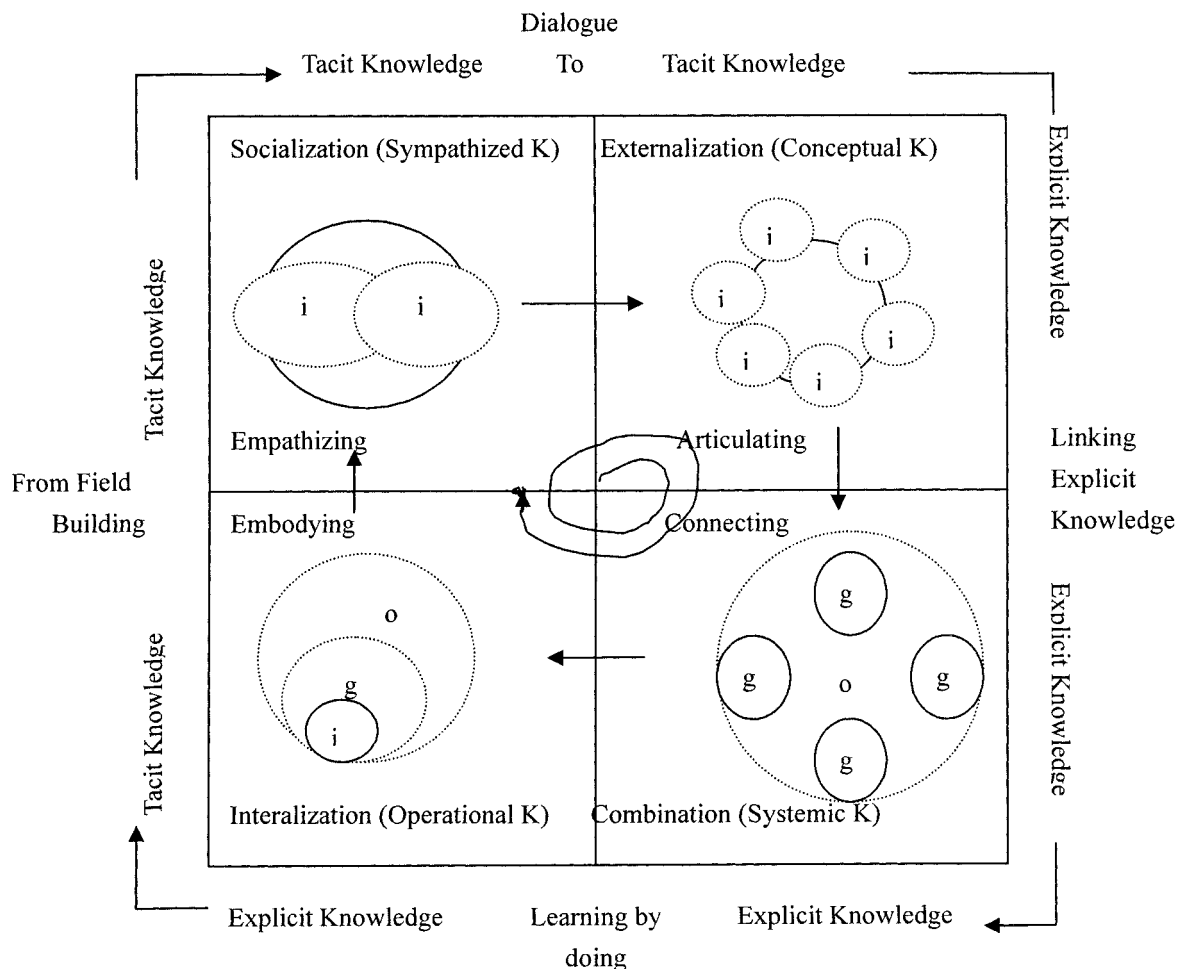 Dialogue
Tacit Knowledge To Tacit Knowledge
Socialization (Sympathized K)
Externalization (Conceptual K)
Tacit Knowledge
i i
i
i
i
i
i
i
Explicit Knowledge
Empathizing
Articulating
From Field
Building
Linking
Explicit
Knowledge
Embodying
Connecting
Tacit Knowledge
o
g
i
g
g
o
g
g
Explicit Knowledge
Interalization (Operational K)
Combination (Systemic K)
Explicit Knowledge
Learning by
doing
Explicit Knowledge